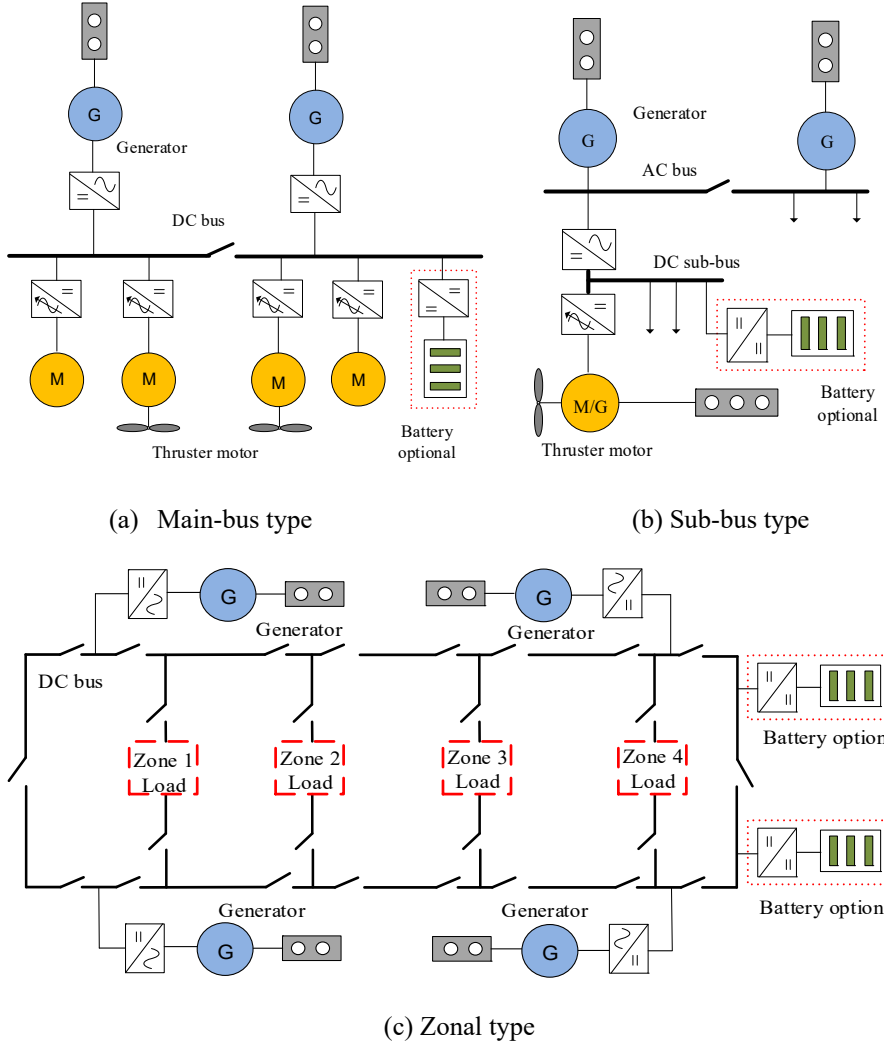 G
G
Generator
DC bus
M
M
M
M
Thruster motor
Battery
optional
(a) Main-bus type
Generator
G
G
AC bus
DC sub-bus
M/G
Thruster motor
Battery
optional
(b) Sub-bus type
G
G
Generator
Generator
DC bus
Battery option
Zone 1
Load
Zone 2
Load
Zone 3
Load
Zone 4
Load
Generator
Generator
Battery option
G
G
(c) Zonal type